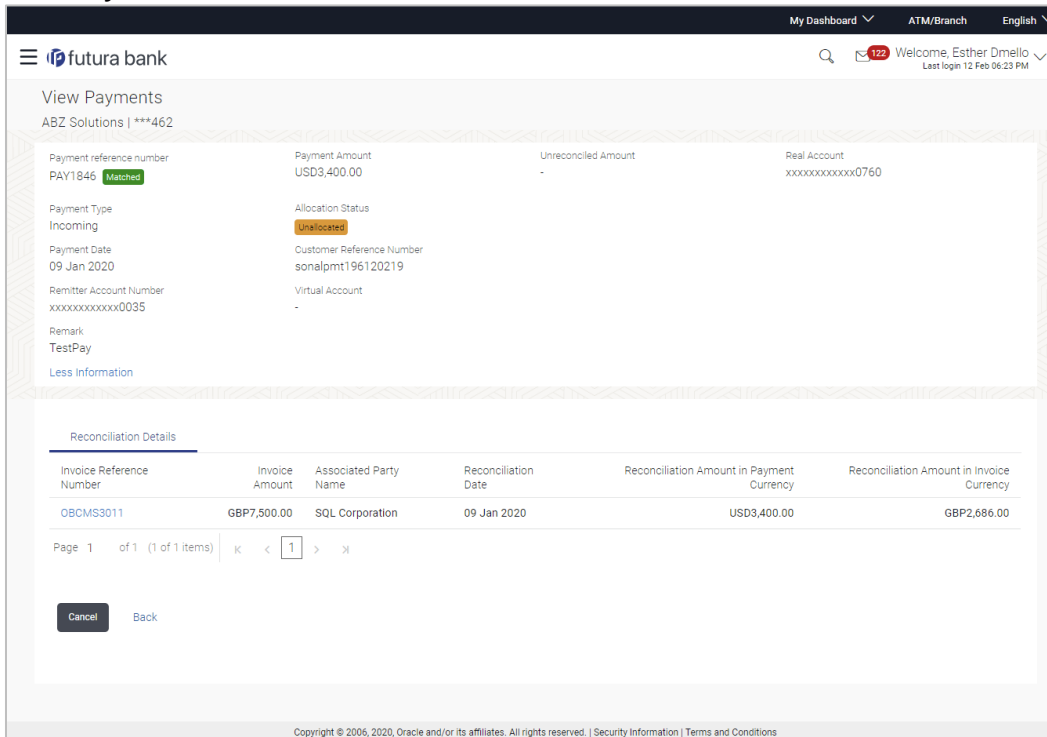 My Dashboard ATM/Branch English
futura bank 122 Welcome, Esther Dmello
Last login 12 Feb 06:23 PM
View Payments
ABZ Solutions | ***462
Payment reference number Payment Amount Unreconciled Amount Real Account
PAY1846 Matched USD3,400.00 - xxxxxxxxxxxx0760
Payment Type Allocation Status
Incoming Unallocated
Payment Date Customer Reference Number
09 Jan 2020 sonalpmt196120219
Remitter Account Number Virtual Account
xxxxxxxxxxxx0035 -
Remark
TestPay
Less Information
Reconciliation Details
Invoice Reference Invoice Associated Party Reconciliation Reconciliation Amount in Payment Reconciliation Amount in Invoice
Number Amount Name Date Currency Currency
OBCMS3011 GBP7,500.00 SQL Corporation 09 Jan 2020 USD3,400.00 GBP2,686.00
Page 1 of 1 (1 of 1 items) 1
Cancel Back
Copyright © 2006, 2020, Oracle and/or its affiliates. All rights reserved. | Security Information | Terms and Conditions